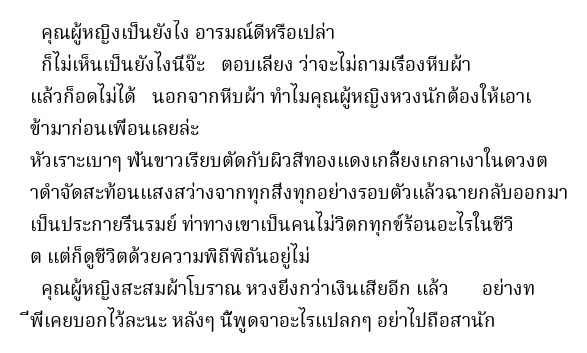 คุณผู้หญิงเป็นยังไง อารมณ์ดีหรือเปล่า
ก็ไม่เห็นเป็นยังไงนี่จ๊ะ ตอบเลี่ยง ว่าจะไม่ถามเรื่องหีบผ้า
แล้วก็อดไม่ได้ นอกจากหีบผ้า ทำไมคุณผู้หญิงหวงนักต้องให้เอาเ
ข้ามาก่อนเพื่อนเลยล่ะ
หัวเราะเบาๆ ฟันขาวเรียบตัดกับผิวสีทองแดงเกลี้ยงเกลาเงาในดวงต
าดำจัดสะท้อนแสงสว่างจากทุกสิ่งทุกอย่างรอบตัวแล้วฉายกลับออกมา
เป็นประกายรื่นรมย์ ท่าทางเขาเป็นคนไม่วิตกทุกข์ร้อนอะไรในชีวิ
ต แต่ก็ดูชีวิตด้วยความพิถีพิถันอยู่ไม่
คุณผู้หญิงสะสมผ้าโบราณ หวงยิ่งกว่าเงินเสียอีก แล้ว อย่างท
ี่พี่เคยบอกไว้ละนะ หลังๆ นี้พูดจาอะไรแปลกๆ อย่าไปถือสานัก